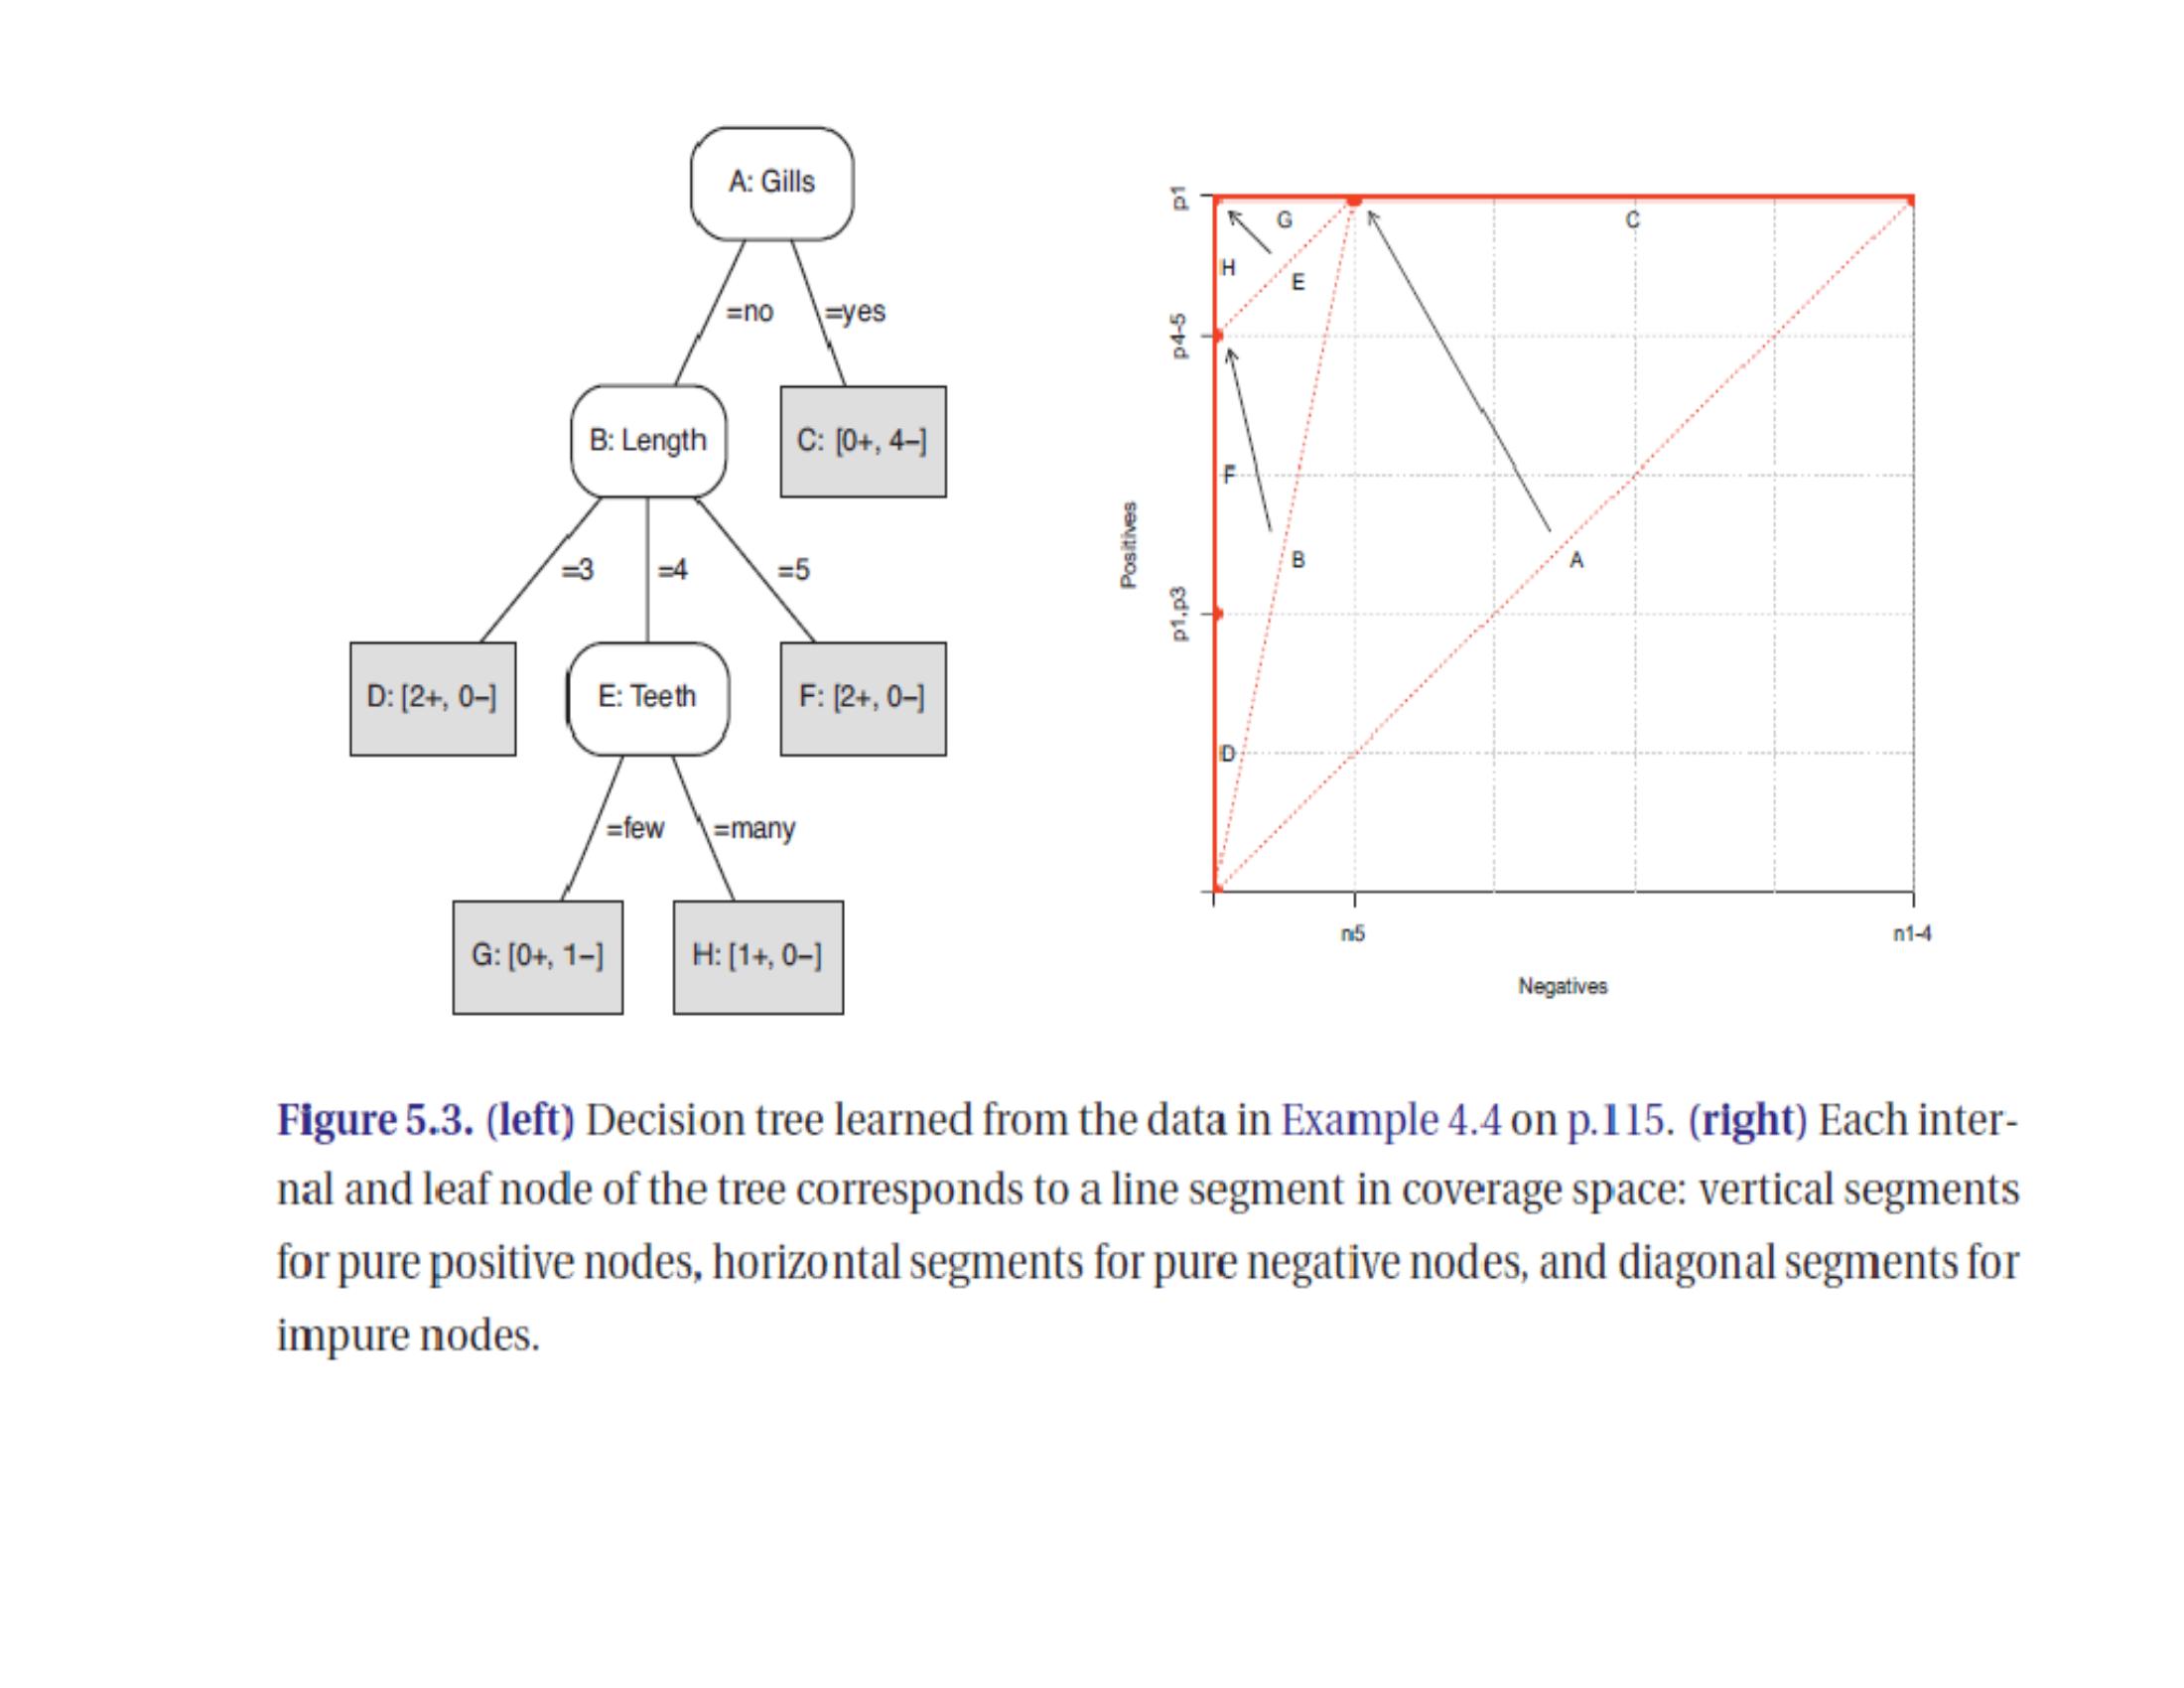 A: Gills
=no
=yes
B: Length
C: [0+, 4−]
=3
=4
=5
D: [2+, 0−]
E: Teeth
F: [2+, 0−]
=few
=many
G: [0+, 1−]
H: [1+, 0−]
Positives
p1
p4-5
p1,p3
G
C
H
E
F
B
A
D
n5
n1-4
Negatives
Figure 5.3. (left) Decision tree learned from the data in Example 4.4 on p.115. (right) Each inter-
nal and leaf node of the tree corresponds to a line segment in coverage space: vertical segments
for pure positive nodes, horizontal segments for pure negative nodes, and diagonal segments for
impure nodes.